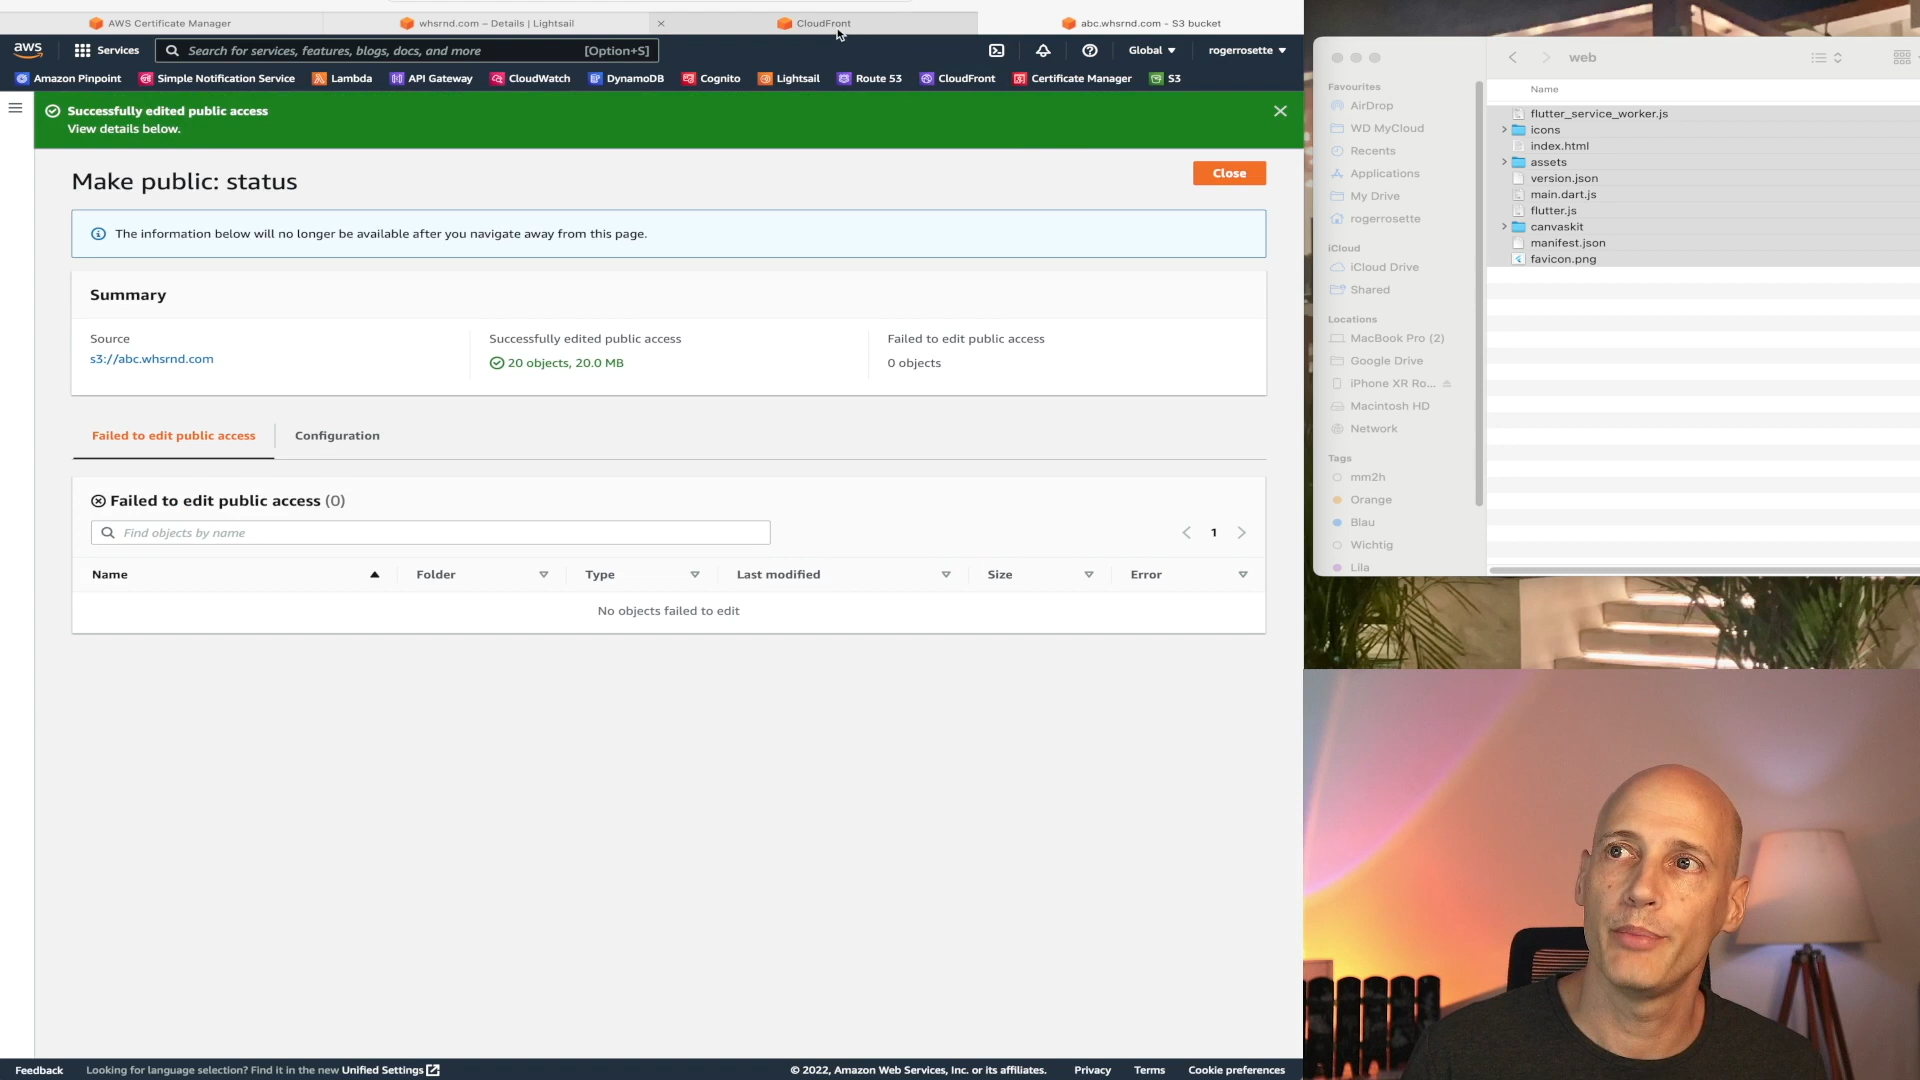 AWS Certificate Manager
whsrnd.com – Details | Lightsail
CloudFront
abc.whsrnd.com - S3 bucket
aws
Services
Search for services, features, blogs, docs, and more
[Option+S]
Global
rogerrosette
Amazon Pinpoint
Simple Notification Service
Lambda
API Gateway
CloudWatch
DynamoDB
Cognito
Lightsail
Route 53
CloudFront
Certificate Manager
S3
Successfully edited public access
View details below.
Make public: status
Close
The information below will no longer be available after you navigate away from this page.
Summary
Source
s3://abc.whsrnd.com
Successfully edited public access
20 objects, 20.0 MB
Failed to edit public access
0 objects
Failed to edit public access
Configuration
Failed to edit public access (0)
Find objects by name
1
Name
Folder
Type
Last modified
Size
Error
No objects failed to edit
Feedback
Looking for language selection? Find it in the new Unified Settings
© 2022, Amazon Web Services, Inc. or its affiliates.
Privacy
Terms
Cookie preferences
web
Favourites
AirDrop
WD MyCloud
Recents
Applications
My Drive
rogerrosette
iCloud
iCloud Drive
Shared
Locations
MacBook Pro (2)
Google Drive
iPhone XR Ro...
Macintosh HD
Network
Tags
mm2h
Orange
Blau
Wichtig
Lila
Name
flutter_service_worker.js
icons
index.html
assets
version.json
main.dart.js
flutter.js
canvaskit
manifest.json
favicon.png